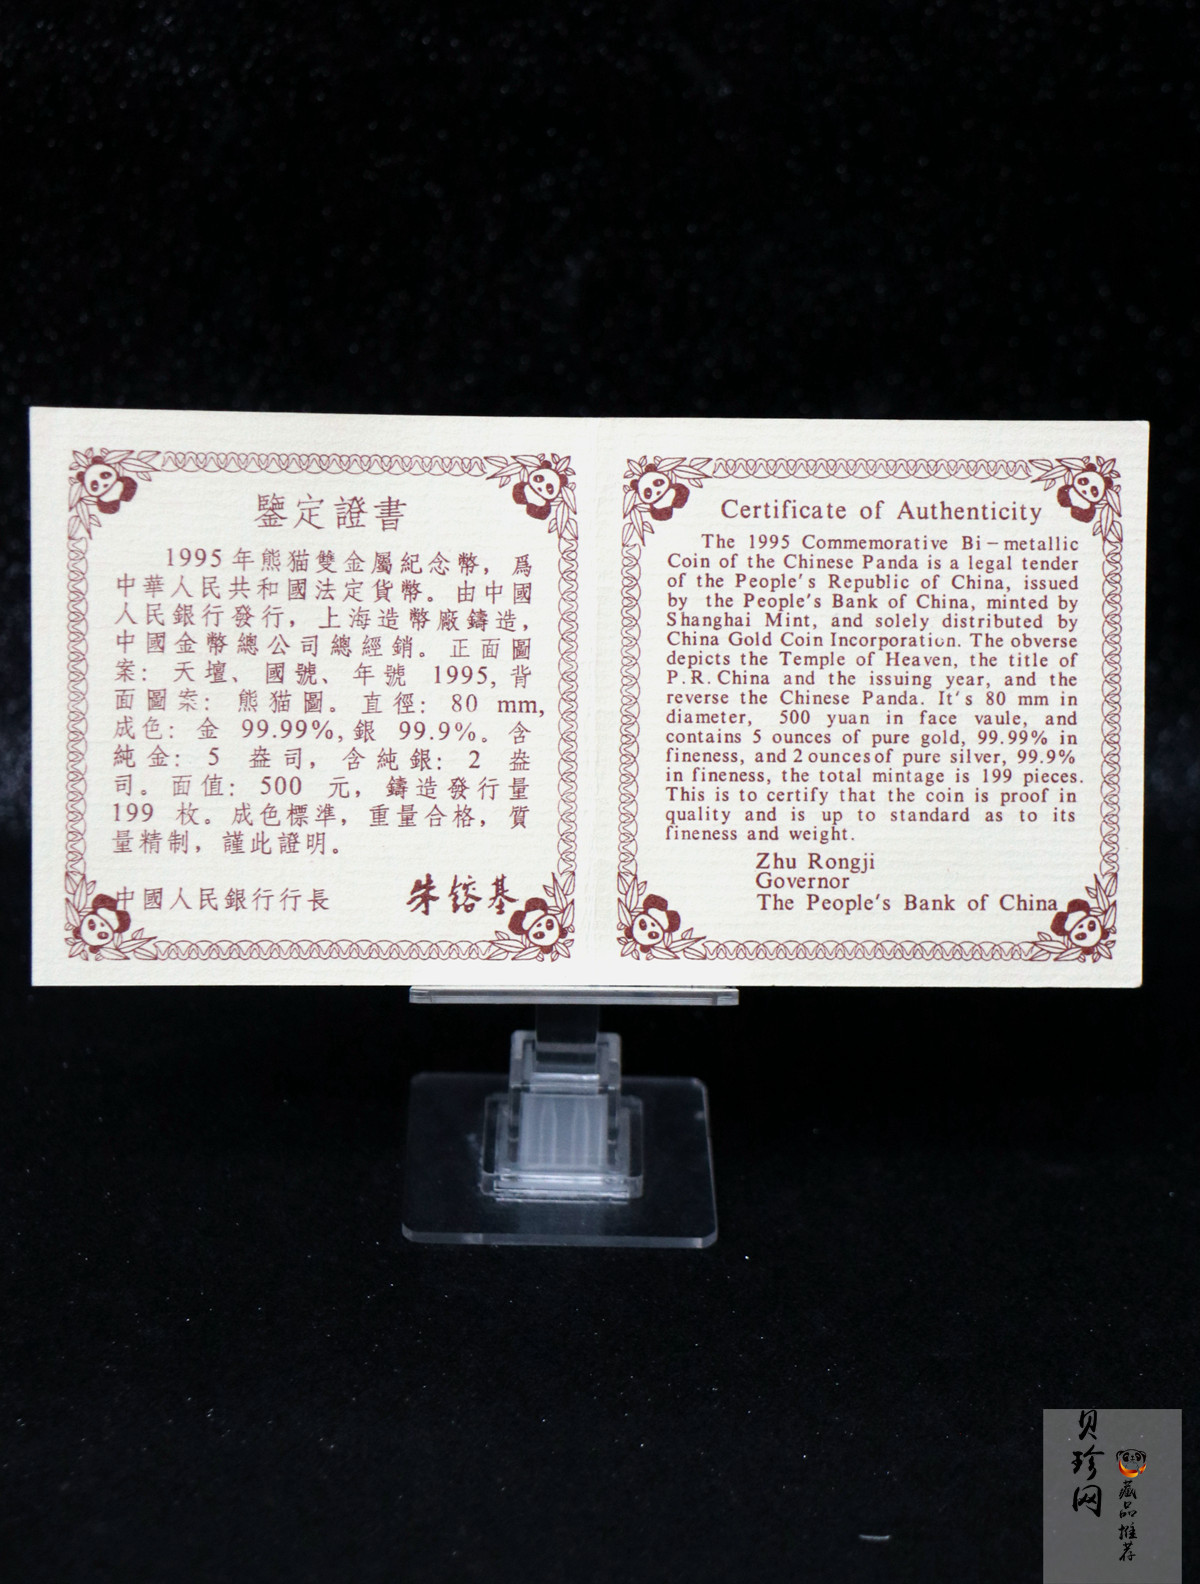 鑒定證書
1995年熊猫雙金屬紀念幣，爲
中華人民共和國法定貨幣。由中國
人民銀行發行，上海造幣廠鑄造，
中國金幣總公司總經銷。正面圖
案：天壇、國號、年號 1995, 背
面圖案：熊猫圖。直徑：80 mm,
成色：金 99.99%, 銀 99.9%。含
純金：5 盎司，含純銀：2 盎
司。面值：500 元，鑄造發行量
199 枚。成色標準，重量合格，質
量精制，謹此證明。
中國人民銀行行長
朱鎔基
Certificate of Authenticity
The 1995 Commemorative Bi-metallic
Coin of the Chinese Panda is a legal tender
of the People's Republic of China, issued
by the People's Bank of China, minted by
Shanghai Mint, and solely distributed by
China Gold Coin Incorporation. The obverse
depicts the Temple of Heaven, the title of
P.R. China and the issuing year, and the
reverse the Chinese Panda. It's 80 mm in
diameter, 500 yuan in face vaule, and
contains 5 ounces of pure gold, 99.99% in
fineness, and 2 ounces of pure silver, 99.9%
in fineness, the total mintage is 199 pieces.
This is to certify that the coin is proof in
quality and is up to standard as to its
fineness and weight.
Zhu Rongji
Governor
The People's Bank of China
贝珍网
藏品推荐